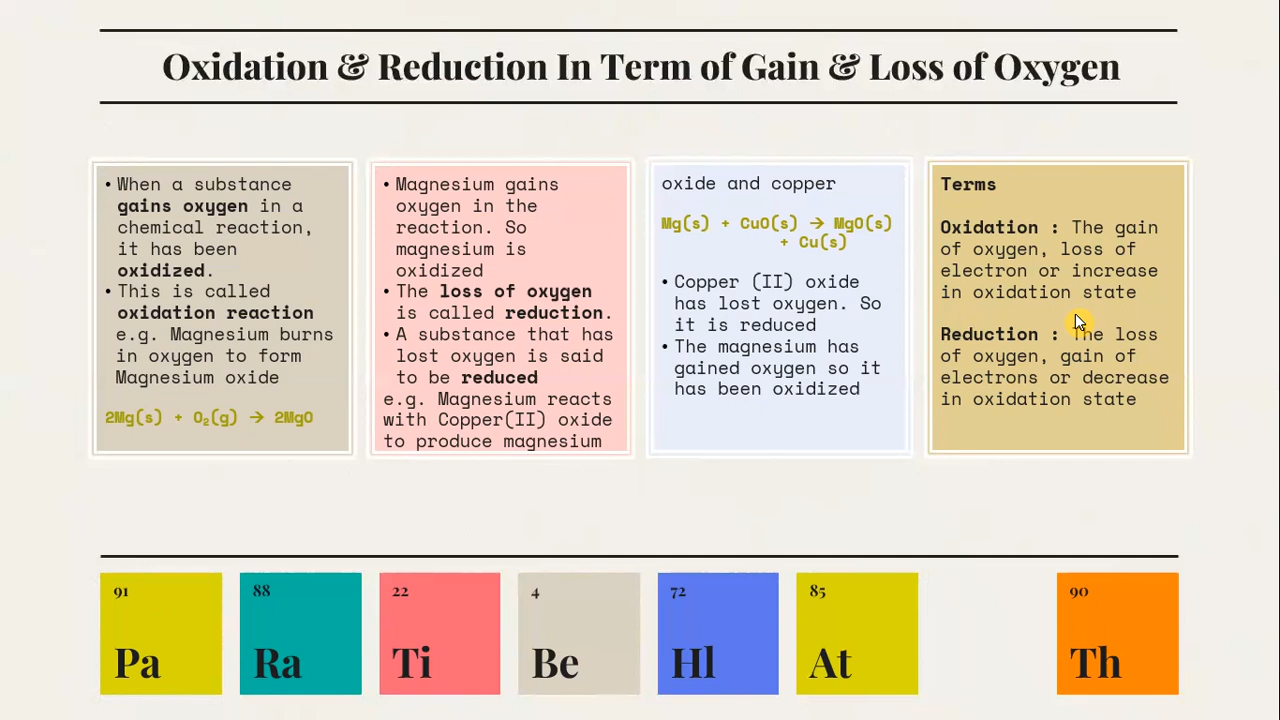 Oxidation & Reduction In Term of Gain & Loss of Oxygen
• When a substance
gains oxygen in a
chemical reaction,
it has been
oxidized.
• This is called
oxidation reaction
e.g. Magnesium burns
in oxygen to form
Magnesium oxide
2Mg(s) + O₂(g) → 2MgO
• Magnesium gains
oxygen in the
reaction. So
magnesium is
oxidized
• The loss of oxygen
is called reduction.
• A substance that has
lost oxygen is said
to be reduced
e.g. Magnesium reacts
with Copper(II) oxide
to produce magnesium
oxide and copper
Mg(s) + CuO(s) → MgO(s)
+ Cu(s)
• Copper (II) oxide
has lost oxygen. So
it is reduced
• The magnesium has
gained oxygen so it
has been oxidized
Terms
Oxidation : The gain
of oxygen, loss of
electron or increase
in oxidation state
Reduction : The loss
of oxygen, gain of
electrons or decrease
in oxidation state
91
Pa
88
Ra
22
Ti
4
Be
72
Hl
85
At
90
Th